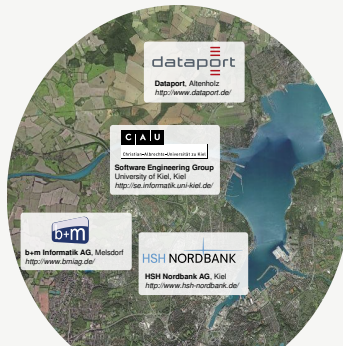 dataport
Dataport, Altenholz
http://www.dataport.de/
C A U
Christian-Albrechts-Universität zu Kiel
Software Engineering Group
University of Kiel, Kiel
http://se.informatik.uni-kiel.de/
b+m
b+m Informatik AG, Melsdorf
http://www.bmiag.de/
HSH NORDBANK
HSH Nordbank AG, Kiel
http://www.hsh-nordbank.de/